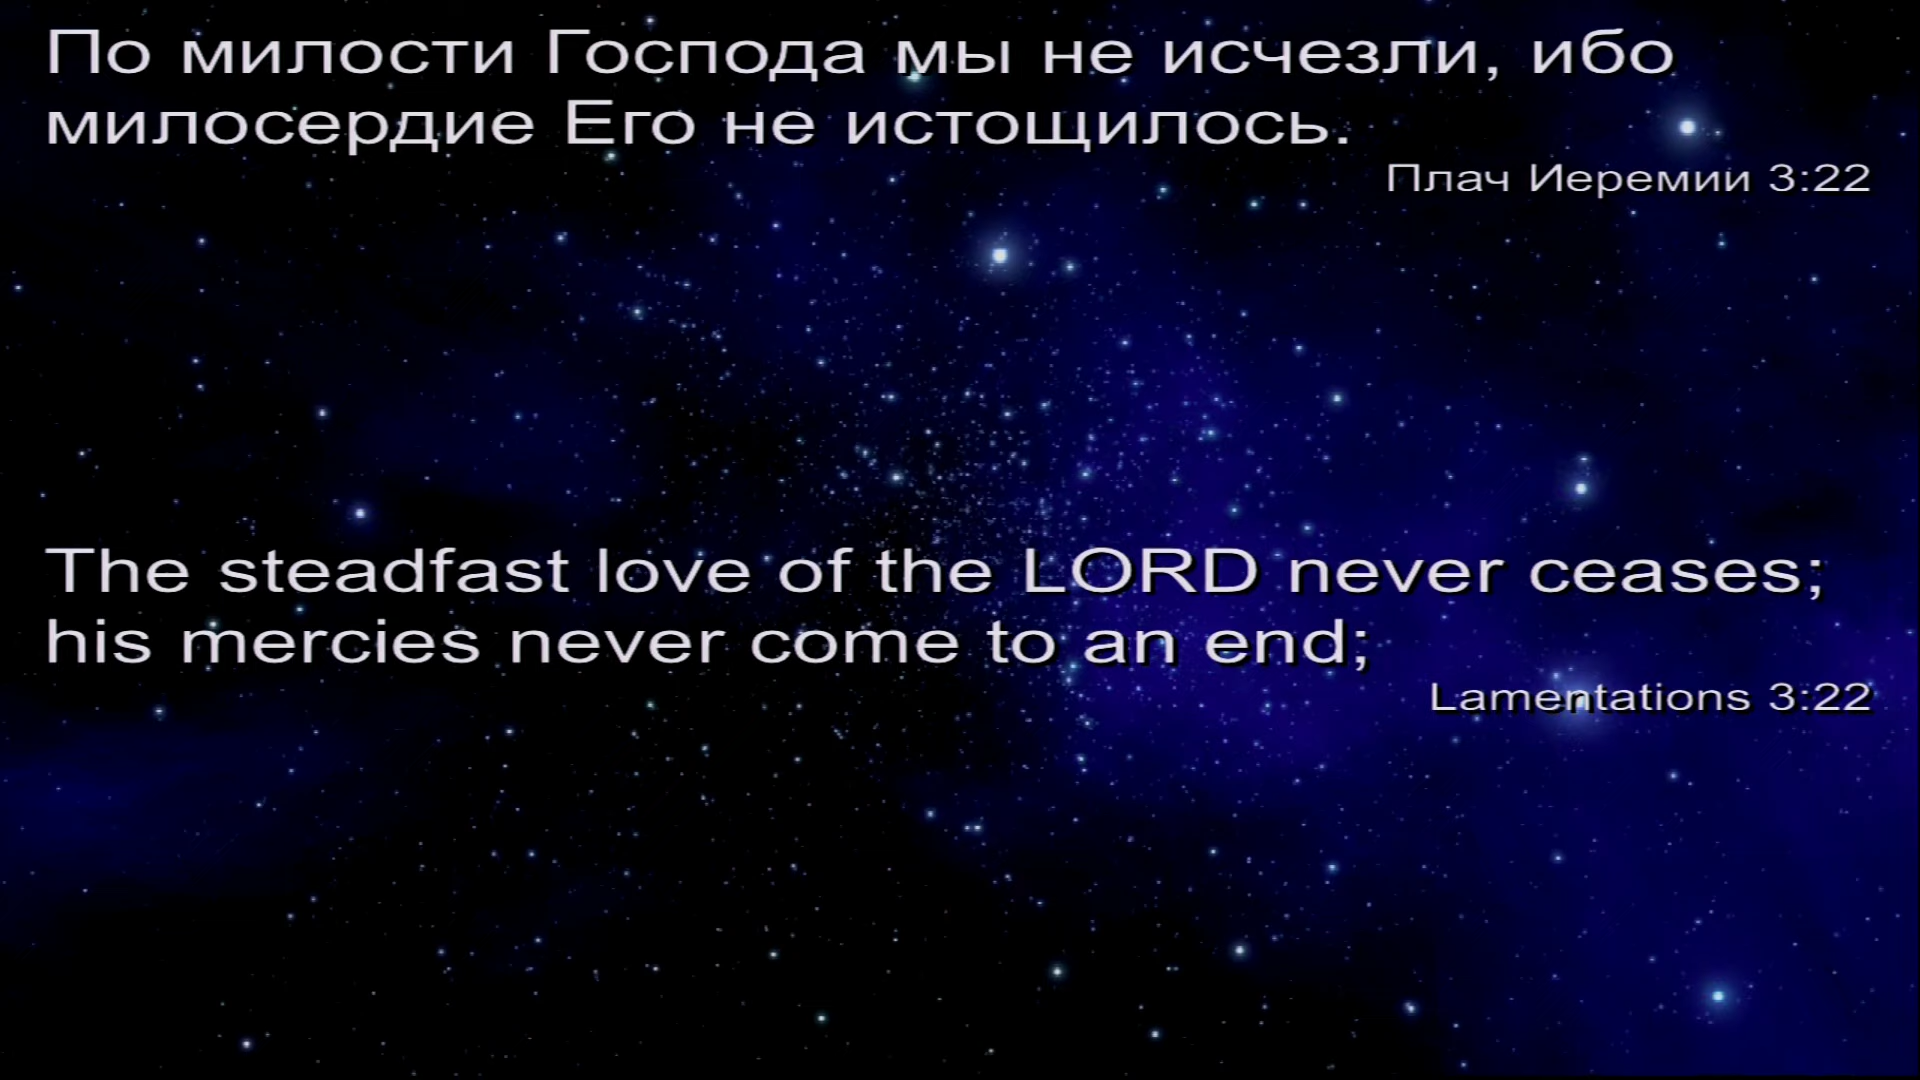 По милости Господа мы не исчезли, ибо
милосердие Его не истощилось.
Плач Иеремии 3:22
The steadfast love of the LORD never ceases;
his mercies never come to an end;
Lamentations 3:22